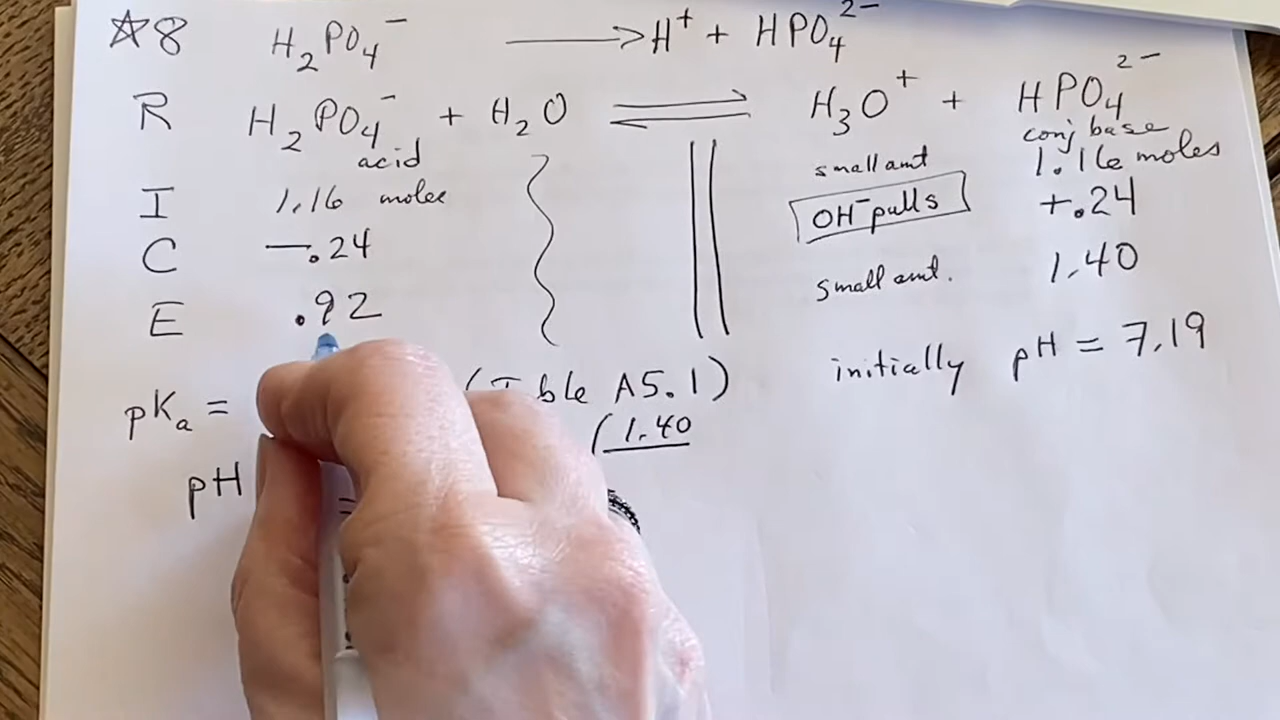 ☆8 H₂PO₄⁻ ⟶ H⁺ + HPO₄²⁻
R H₂PO₄⁻ + H₂O ⇌ H₃O⁺ + HPO₄²⁻
acid conj base
I 1.16 moles small amt 1.16 moles
C −.24 OH⁻ pulls +.24
E .92 small amt. 1.40
initially pH = 7.19
pKa = ble A5.1)
(1.40
pH =